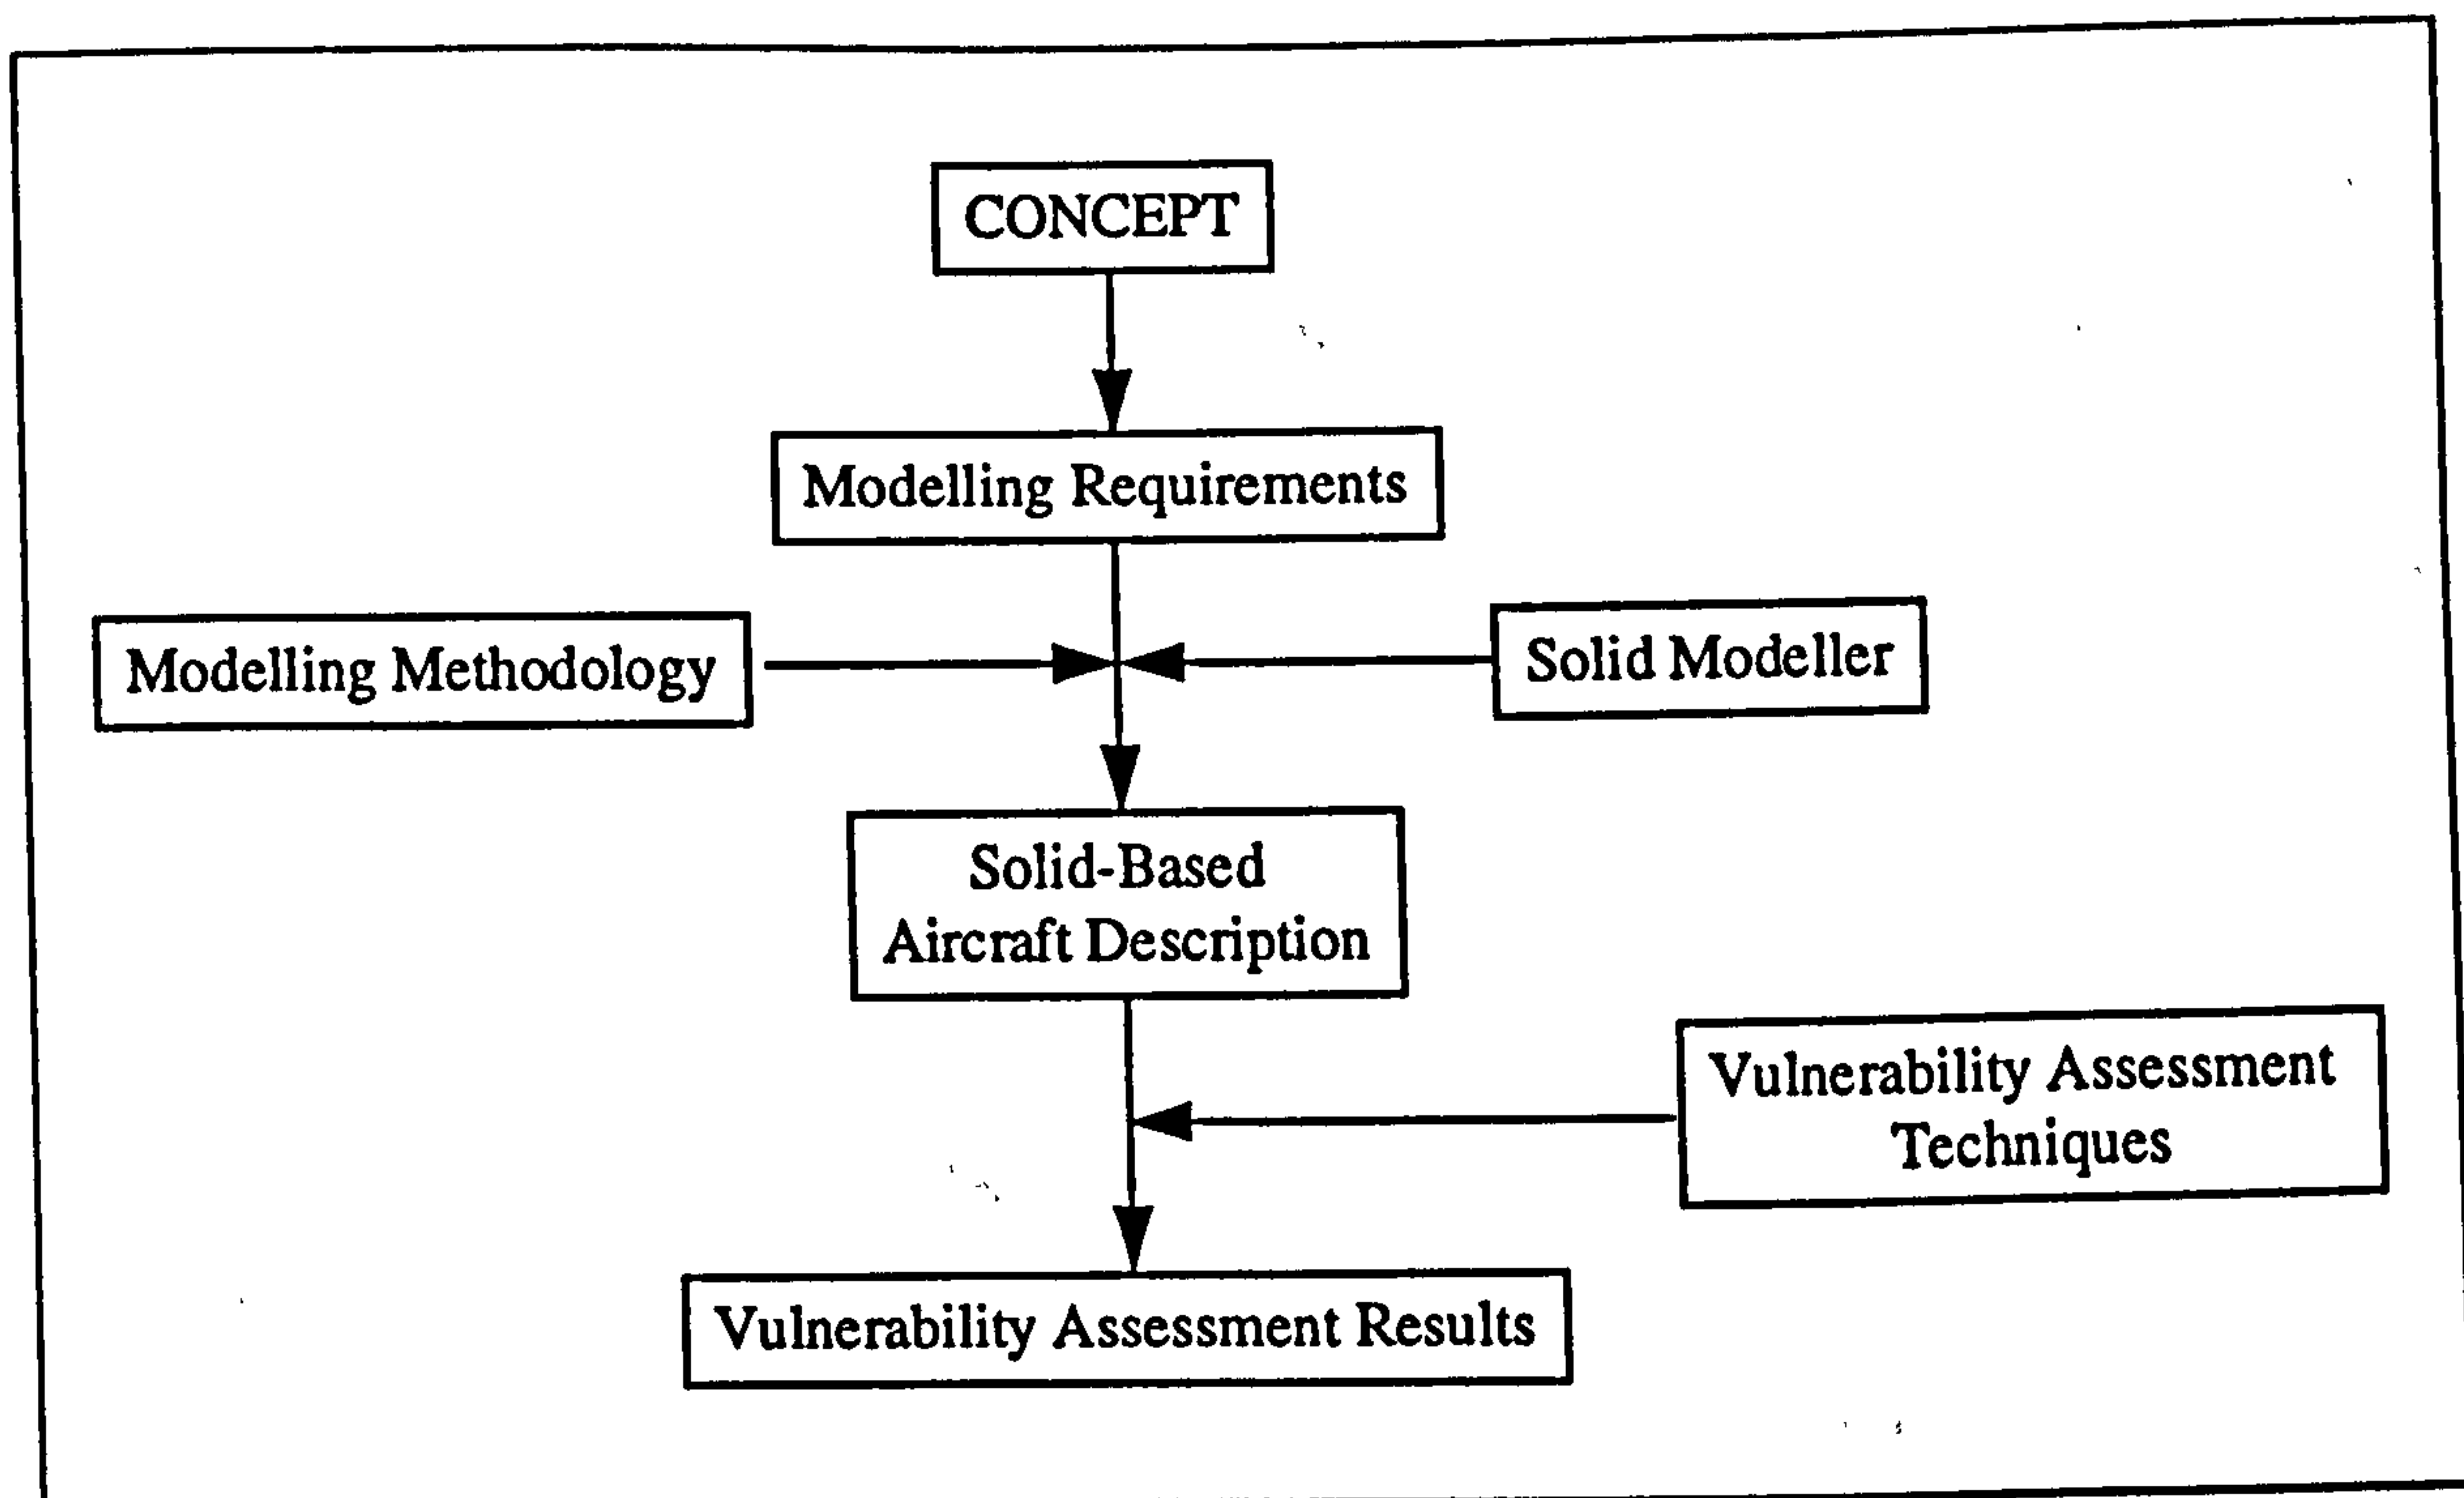 CONCEPT
Modelling Requirements
Modelling Methodology
Solid Modeller
Solid-Based
Aircraft Description
Vulnerability Assessment
Techniques
Vulnerability Assessment Results